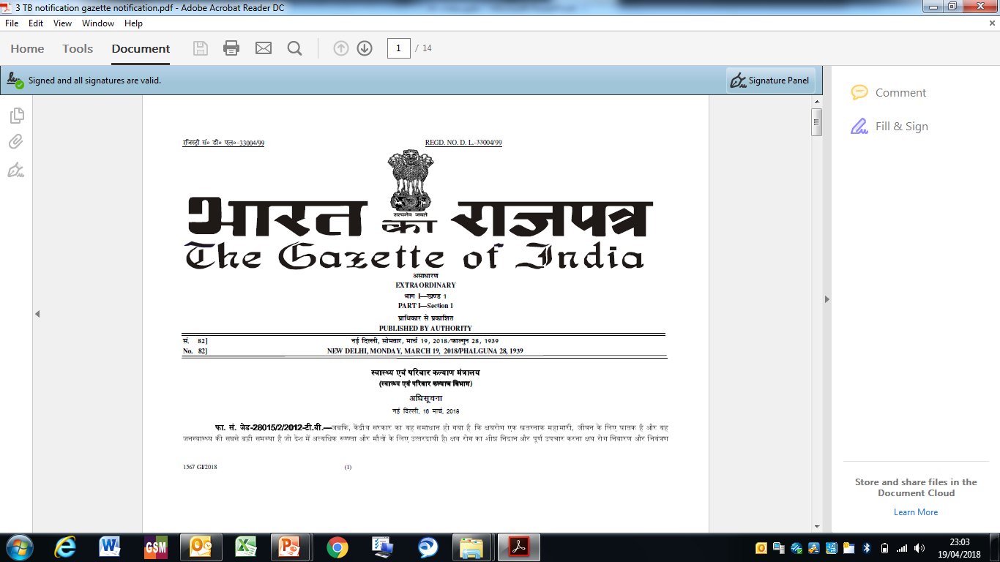 3 TB notification gazette notification.pdf - Adobe Acrobat Reader DC
File Edit View Window Help
Home Tools Document 1 / 14
Signed and all signatures are valid. Signature Panel
Comment
Fill & Sign
रजिस्ट्री सं० डी० एल०-33004/99 REGD. NO. D. L.-33004/99
सत्यमेव जयते
भारत का राजपत्र
The Gazette of India
असाधारण
EXTRAORDINARY
भाग I—खण्ड 1
PART I—Section 1
प्राधिकार से प्रकाशित
PUBLISHED BY AUTHORITY
सं. 82] नई दिल्ली, सोमवार, मार्च 19, 2018/फाल्गुन 28, 1939
No. 82] NEW DELHI, MONDAY, MARCH 19, 2018/PHALGUNA 28, 1939
स्वास्थ्य एवं परिवार कल्याण मंत्रालय
(स्वास्थ्य एवं परिवार कल्याण विभाग)
अधिसूचना
नई दिल्ली, 16 मार्च, 2018
फा. सं. जेड-28015/2/2012-टी.बी.—जबकि, केंद्रीय सरकार का यह समाधान हो गया है कि क्षयरोग एक खतरनाक महामारी, जीवन के लिए घातक है और यह
जनस्वास्थ्य की सबसे बड़ी समस्या है जो देश में अत्यधिक रूग्णता और मौतों के लिए उत्तरदायी है। क्षय रोग का शीघ्र निदान और पूर्ण उपचार करना क्षय रोग निवारण और नियंत्रण
1567 GI/2018 (1)
Store and share files in the
Document Cloud
Learn More
GSM
23:03
19/04/2018